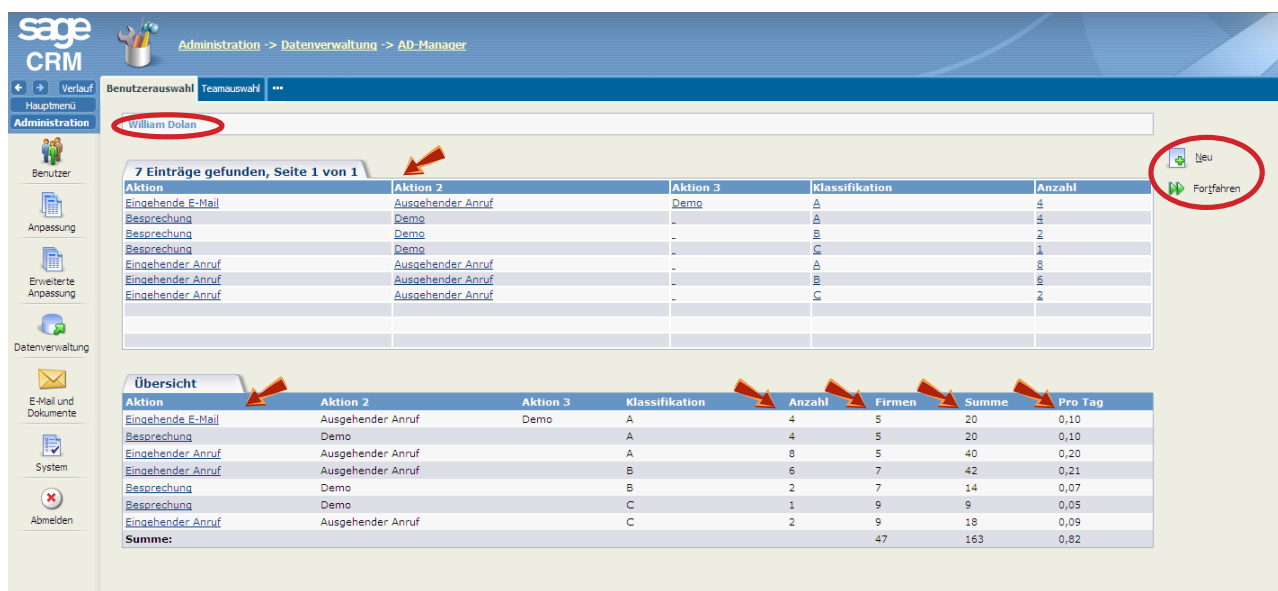 sage
CRM
Administration -> Datenverwaltung -> AD-Manager
Verlauf
Hauptmenü
Administration
Benutzer
Anpassung
Erweiterte
Anpassung
Datenverwaltung
E-Mail und
Dokumente
System
Abmelden
Benutzerauswahl Teamauswahl •••
William Dolan
Neu
Fortfahren
7 Einträge gefunden, Seite 1 von 1
Aktion Aktion 2 Aktion 3 Klassifikation Anzahl
Eingehende E-Mail Ausgehender Anruf Demo A 4
Besprechung Demo _ A 4
Besprechung Demo _ B 2
Besprechung Demo _ C 1
Eingehender Anruf Ausgehender Anruf _ A 8
Eingehender Anruf Ausgehender Anruf _ B 6
Eingehender Anruf Ausgehender Anruf _ C 2
Übersicht
Aktion Aktion 2 Aktion 3 Klassifikation Anzahl Firmen Summe Pro Tag
Eingehende E-Mail Ausgehender Anruf Demo A 4 5 20 0,10
Besprechung Demo A 4 5 20 0,10
Eingehender Anruf Ausgehender Anruf A 8 5 40 0,20
Eingehender Anruf Ausgehender Anruf B 6 7 42 0,21
Besprechung Demo B 2 7 14 0,07
Besprechung Demo C 1 9 9 0,05
Eingehender Anruf Ausgehender Anruf C 2 9 18 0,09
Summe: 47 163 0,82